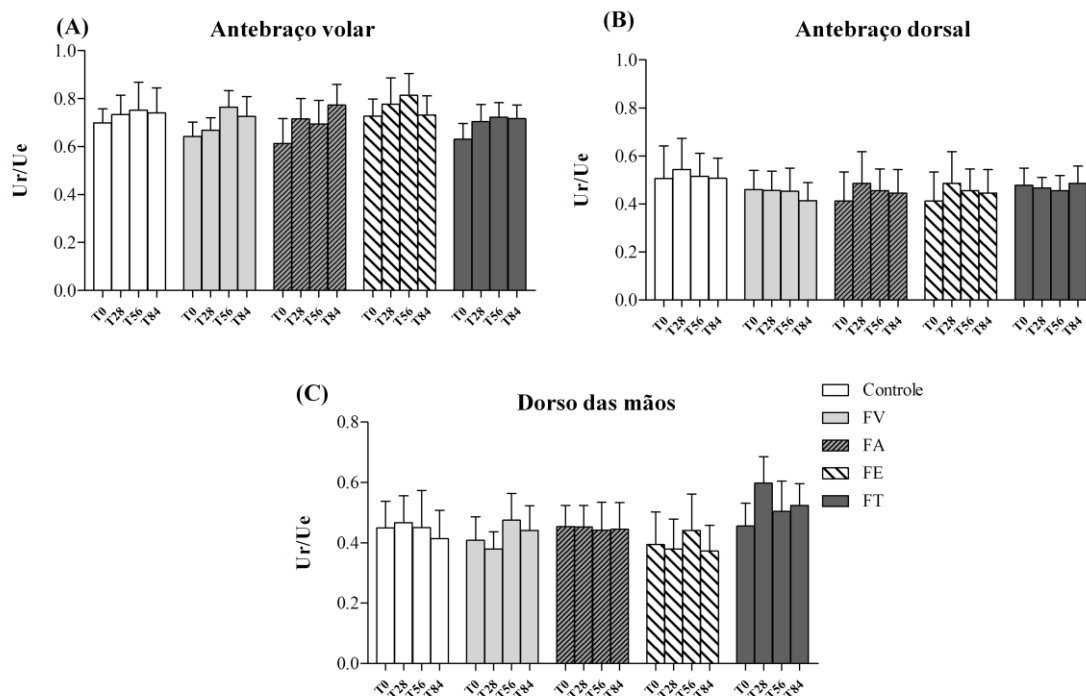 (A)
Antebraço volar
Ur/Ue
1.0
0.8
0.6
0.4
0.2
0.0
T0 T28 T56 T84 T0 T28 T56 T84 T0 T28 T56 T84 T0 T28 T56 T84 T0 T28 T56 T84
(B)
Antebraço dorsal
Ur/Ue
1.0
0.8
0.6
0.4
0.2
0.0
T0 T28 T56 T84 T0 T28 T56 T84 T0 T28 T56 T84 T0 T28 T56 T84 T0 T28 T56 T84
(C)
Dorso das mãos
Ur/Ue
0.8
0.6
0.4
0.2
0.0
T0 T28 T56 T84 T0 T28 T56 T84 T0 T28 T56 T84 T0 T28 T56 T84 T0 T28 T56 T84
Controle
FV
FA
FE
FT